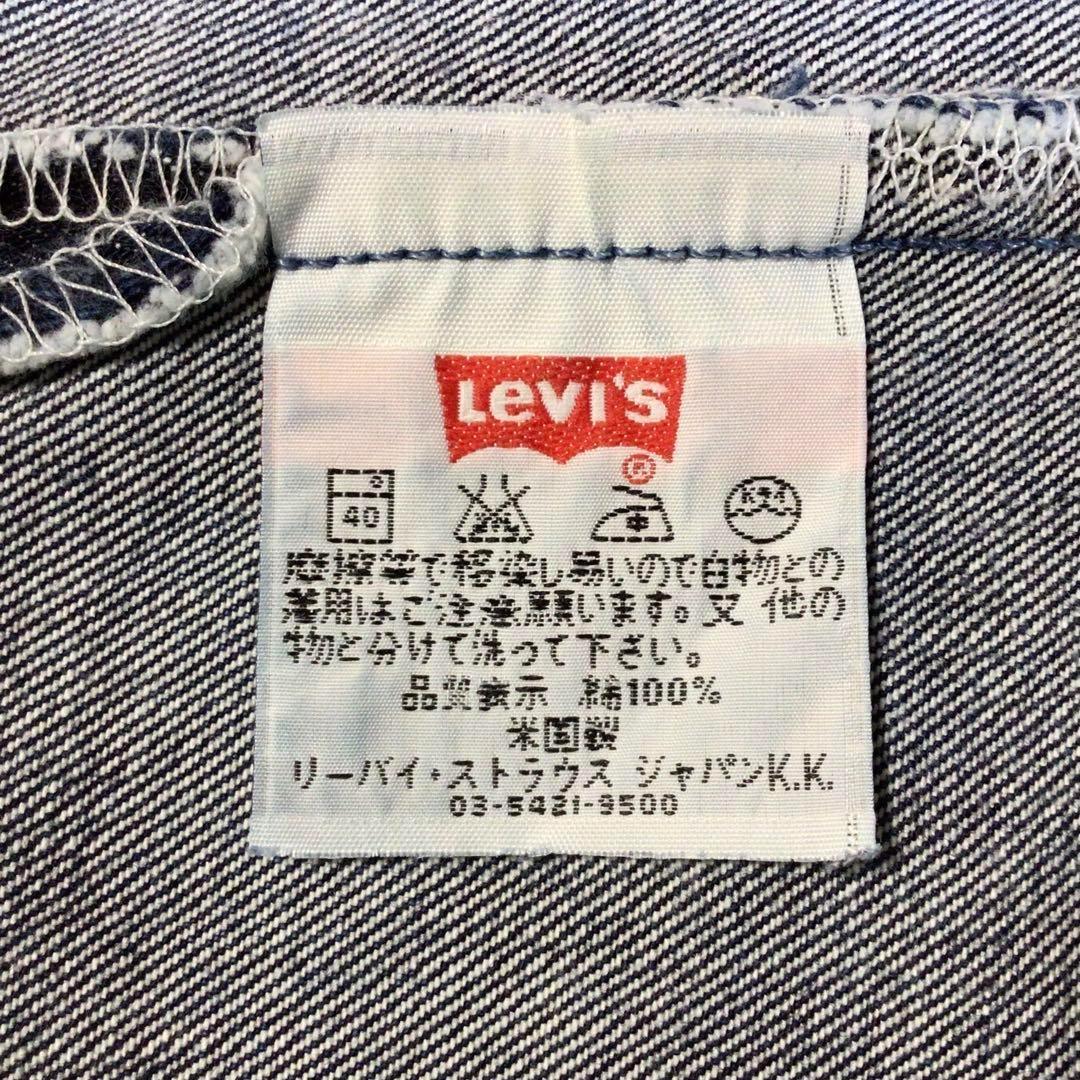 Levi's
®
40
摩擦等で移染し易いので白物との
着用はご注意願います。又 他の
物と分けて洗って下さい。
品質表示 綿100%
米国製
リーバイ・ストラウス ジャパンK.K.
03-5421-9500